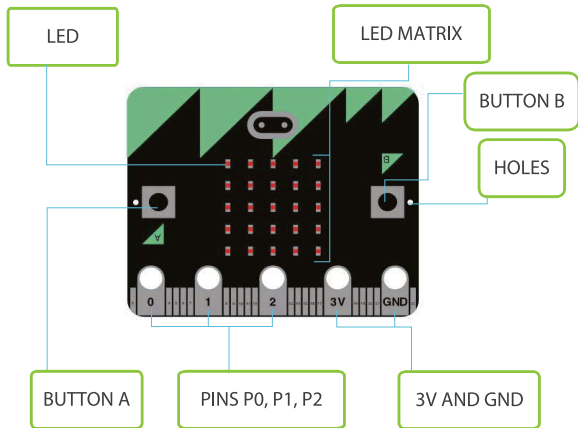 LED
LED MATRIX
BUTTON B
HOLES
B
A
0 1 2 3V GND
BUTTON A
PINS P0, P1, P2
3V AND GND